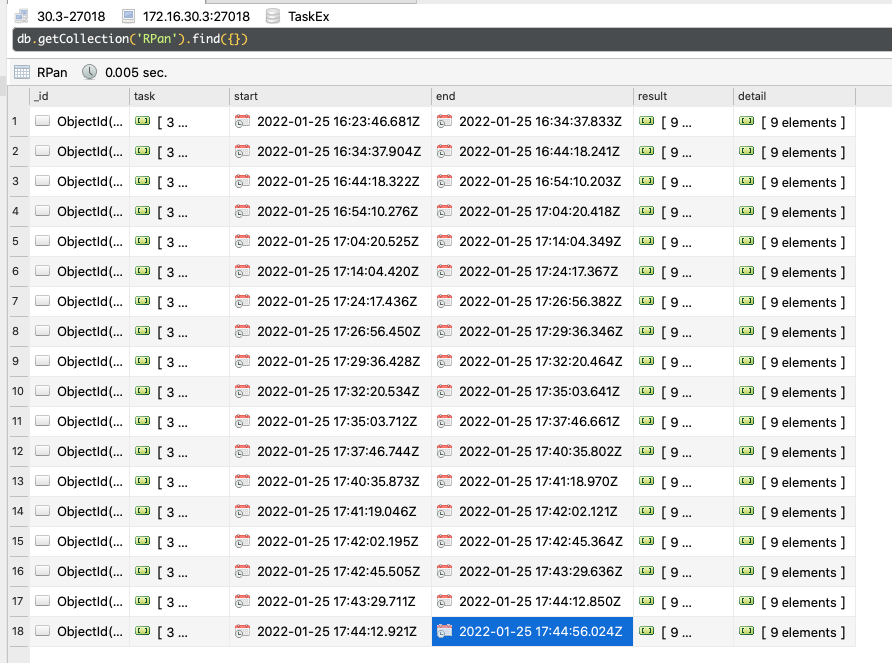 30.3-27018 172.16.30.3:27018 TaskEx
db.getCollection('RPan').find({})
RPan 0.005 sec.
_id task start end result detail
1 ObjectId(... [ 3 ... 2022-01-25 16:23:46.681Z 2022-01-25 16:34:37.833Z [ 9 ... [ 9 elements ]
2 ObjectId(... [ 3 ... 2022-01-25 16:34:37.904Z 2022-01-25 16:44:18.241Z [ 9 ... [ 9 elements ]
3 ObjectId(... [ 3 ... 2022-01-25 16:44:18.322Z 2022-01-25 16:54:10.203Z [ 9 ... [ 9 elements ]
4 ObjectId(... [ 3 ... 2022-01-25 16:54:10.276Z 2022-01-25 17:04:20.418Z [ 9 ... [ 9 elements ]
5 ObjectId(... [ 3 ... 2022-01-25 17:04:20.525Z 2022-01-25 17:14:04.349Z [ 9 ... [ 9 elements ]
6 ObjectId(... [ 3 ... 2022-01-25 17:14:04.420Z 2022-01-25 17:24:17.367Z [ 9 ... [ 9 elements ]
7 ObjectId(... [ 3 ... 2022-01-25 17:24:17.436Z 2022-01-25 17:26:56.382Z [ 9 ... [ 9 elements ]
8 ObjectId(... [ 3 ... 2022-01-25 17:26:56.450Z 2022-01-25 17:29:36.346Z [ 9 ... [ 9 elements ]
9 ObjectId(... [ 3 ... 2022-01-25 17:29:36.428Z 2022-01-25 17:32:20.464Z [ 9 ... [ 9 elements ]
10 ObjectId(... [ 3 ... 2022-01-25 17:32:20.534Z 2022-01-25 17:35:03.641Z [ 9 ... [ 9 elements ]
11 ObjectId(... [ 3 ... 2022-01-25 17:35:03.712Z 2022-01-25 17:37:46.661Z [ 9 ... [ 9 elements ]
12 ObjectId(... [ 3 ... 2022-01-25 17:37:46.744Z 2022-01-25 17:40:35.802Z [ 9 ... [ 9 elements ]
13 ObjectId(... [ 3 ... 2022-01-25 17:40:35.873Z 2022-01-25 17:41:18.970Z [ 9 ... [ 9 elements ]
14 ObjectId(... [ 3 ... 2022-01-25 17:41:19.046Z 2022-01-25 17:42:02.121Z [ 9 ... [ 9 elements ]
15 ObjectId(... [ 3 ... 2022-01-25 17:42:02.195Z 2022-01-25 17:42:45.364Z [ 9 ... [ 9 elements ]
16 ObjectId(... [ 3 ... 2022-01-25 17:42:45.505Z 2022-01-25 17:43:29.636Z [ 9 ... [ 9 elements ]
17 ObjectId(... [ 3 ... 2022-01-25 17:43:29.711Z 2022-01-25 17:44:12.850Z [ 9 ... [ 9 elements ]
18 ObjectId(... [ 3 ... 2022-01-25 17:44:12.921Z 2022-01-25 17:44:56.024Z [ 9 ... [ 9 elements ]